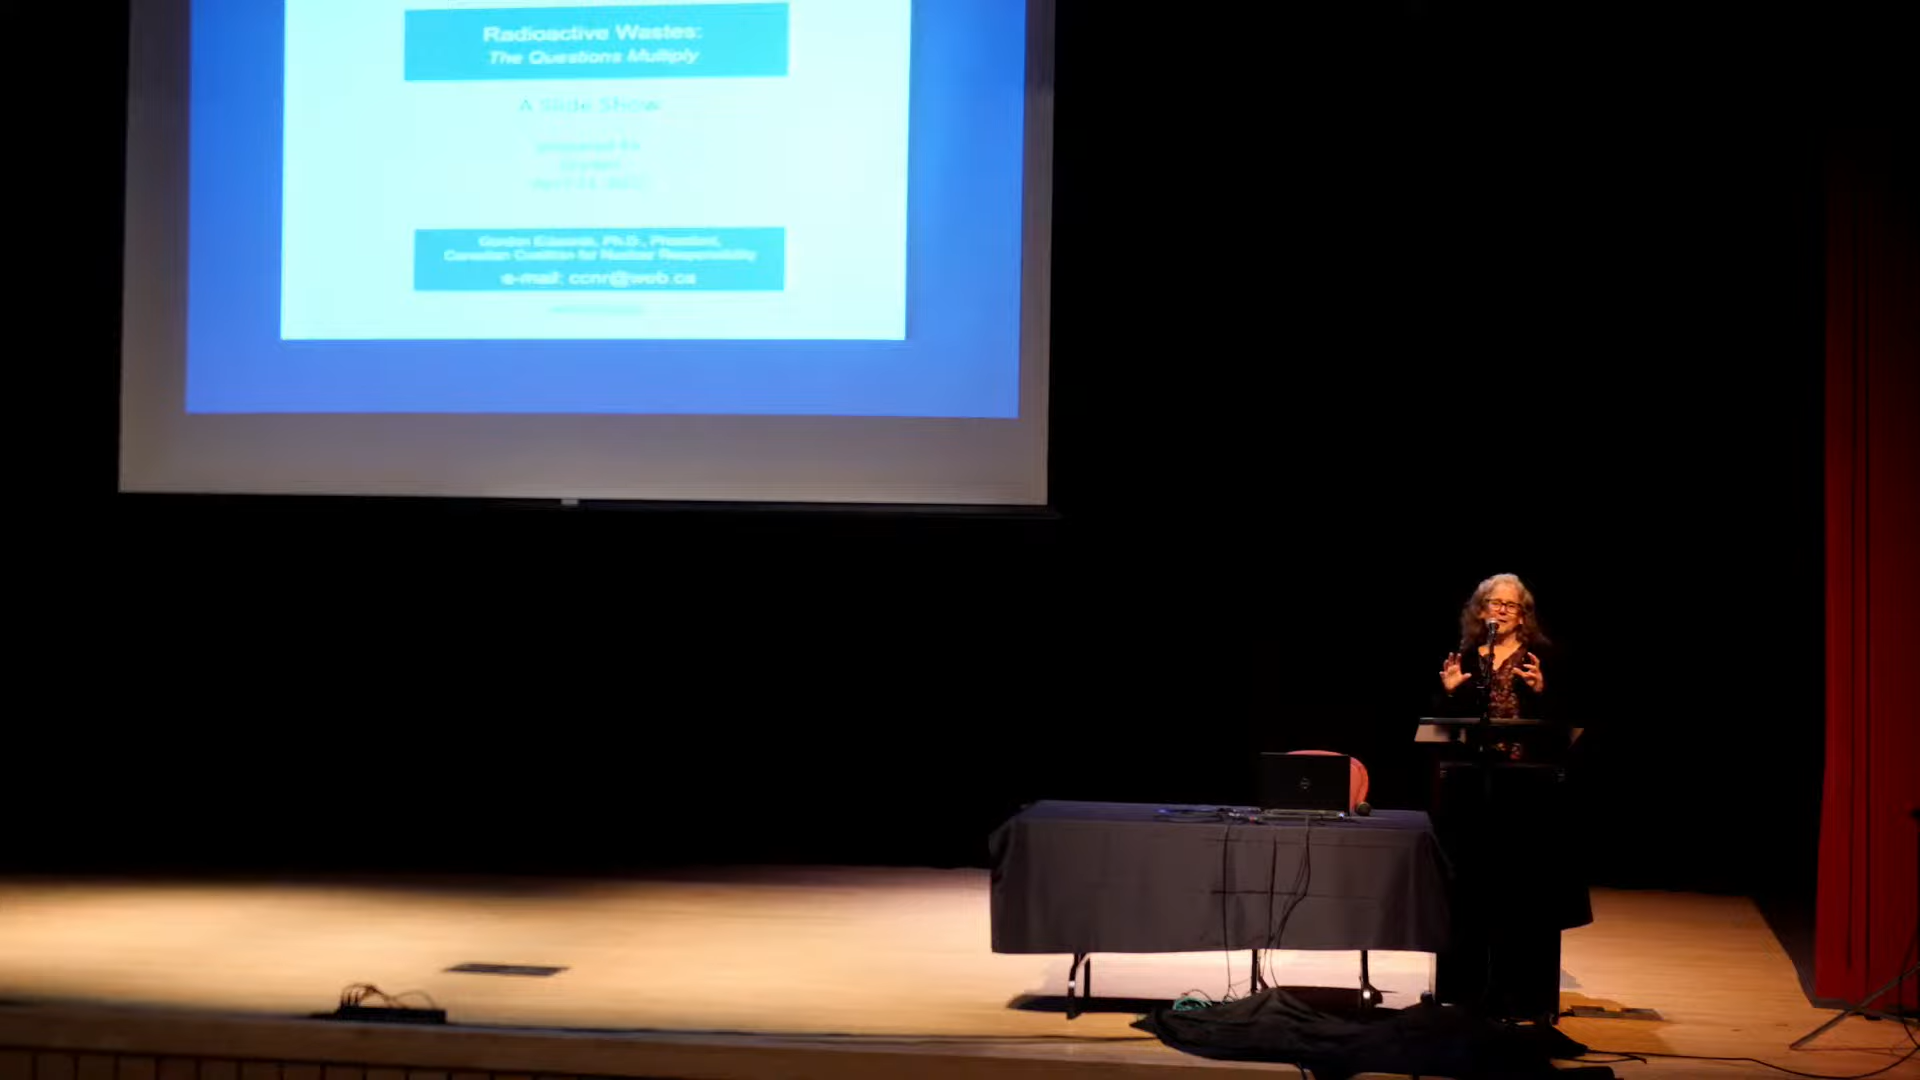 Radioactive Wastes:
The Questions Multiply
A Slide Show
Gordon Edwards, Ph.D., President,
Canadian Coalition for Nuclear Responsibility
e-mail: ccnr@web.ca